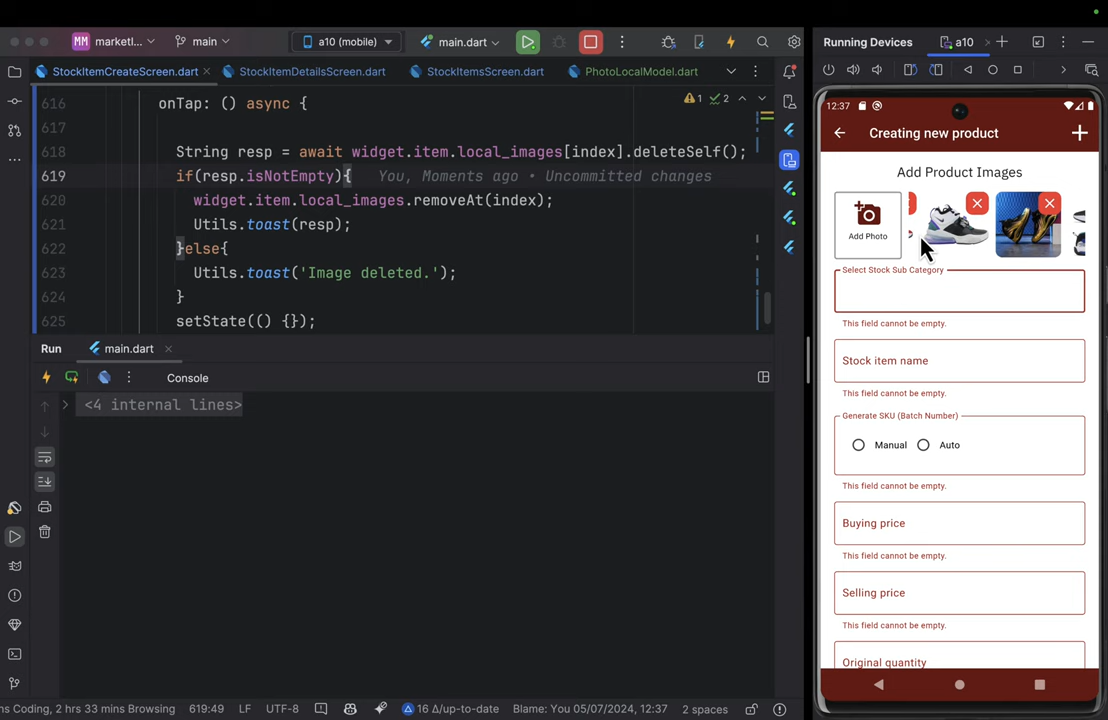 MM marketl...
main
a10 (mobile)
main.dart
Running Devices
a10
StockItemCreateScreen.dart
StockItemDetailsScreen.dart
StockItemsScreen.dart
PhotoLocalModel.dart
616 onTap: () async {
1 2
617
618 String resp = await widget.item.local_images[index].deleteSelf();
619 if(resp.isNotEmpty){ You, Moments ago • Uncommitted changes
620 widget.item.local_images.removeAt(index);
621 Utils.toast(resp);
622 }else{
623 Utils.toast('Image deleted.');
624 }
625 setState(() {});
Run main.dart
Console
<4 internal lines>
ns Coding, 2 hrs 33 mins Browsing 619:49 LF UTF-8 16 Δ/up-to-date Blame: You 05/07/2024, 12:37 2 spaces
12:37
Creating new product
Add Product Images
Add Photo
Select Stock Sub Category
This field cannot be empty.
Stock item name
This field cannot be empty.
Generate SKU (Batch Number)
Manual Auto
This field cannot be empty.
Buying price
This field cannot be empty.
Selling price
This field cannot be empty.
Original quantity